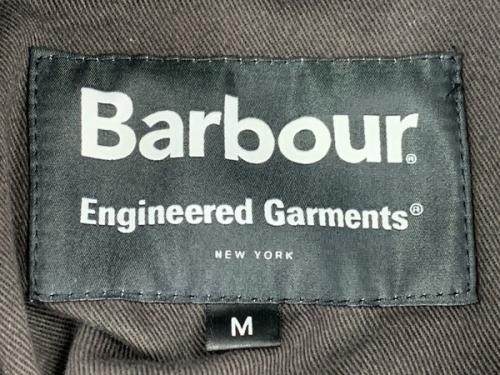 Barbour®
Engineered Garments®
NEW YORK
M